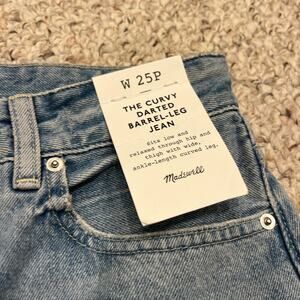 W 25P
THE CURVY
DARTED
BARREL-LEG
JEAN
Sits low and
relaxed through hip and
thigh with wide,
ankle-length curved leg.
Madewell